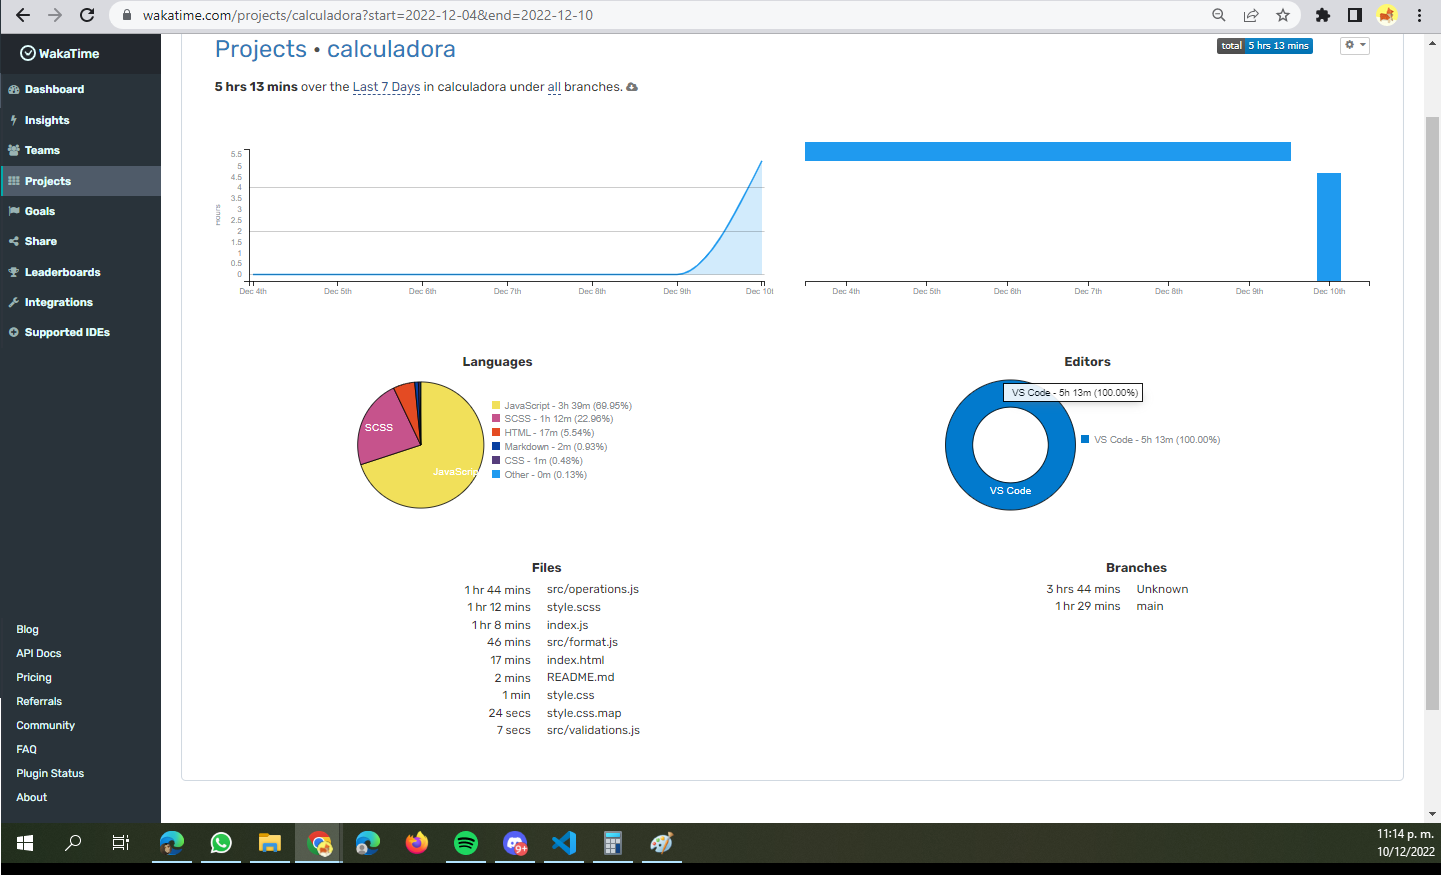 wakatime.com/projects/calculadora?start=2022-12-04&end=2022-12-10
WakaTime
Dashboard
Insights
Teams
Projects
Goals
Share
Leaderboards
Integrations
Supported IDEs
Blog
API Docs
Pricing
Referrals
Community
FAQ
Plugin Status
About
Projects • calculadora
total 5 hrs 13 mins
5 hrs 13 mins over the Last 7 Days in calculadora under all branches.
Hours
5.5
5
4.5
4
3.5
3
2.5
2
1.5
1
0.5
0
Dec 4th Dec 5th Dec 6th Dec 7th Dec 8th Dec 9th Dec 10t
Dec 4th Dec 5th Dec 6th Dec 7th Dec 8th Dec 9th Dec 10th
Languages
SCSS
JavaScrip
JavaScript - 3h 39m (69.95%)
SCSS - 1h 12m (22.96%)
HTML - 17m (5.54%)
Markdown - 2m (0.93%)
CSS - 1m (0.48%)
Other - 0m (0.13%)
Editors
VS Code - 5h 13m (100.00%)
VS Code - 5h 13m (100.00%)
VS Code
Files
1 hr 44 mins src/operations.js
1 hr 12 mins style.scss
1 hr 8 mins index.js
46 mins src/format.js
17 mins index.html
2 mins README.md
1 min style.css
24 secs style.css.map
7 secs src/validations.js
Branches
3 hrs 44 mins Unknown
1 hr 29 mins main
9+
11:14 p. m.
10/12/2022